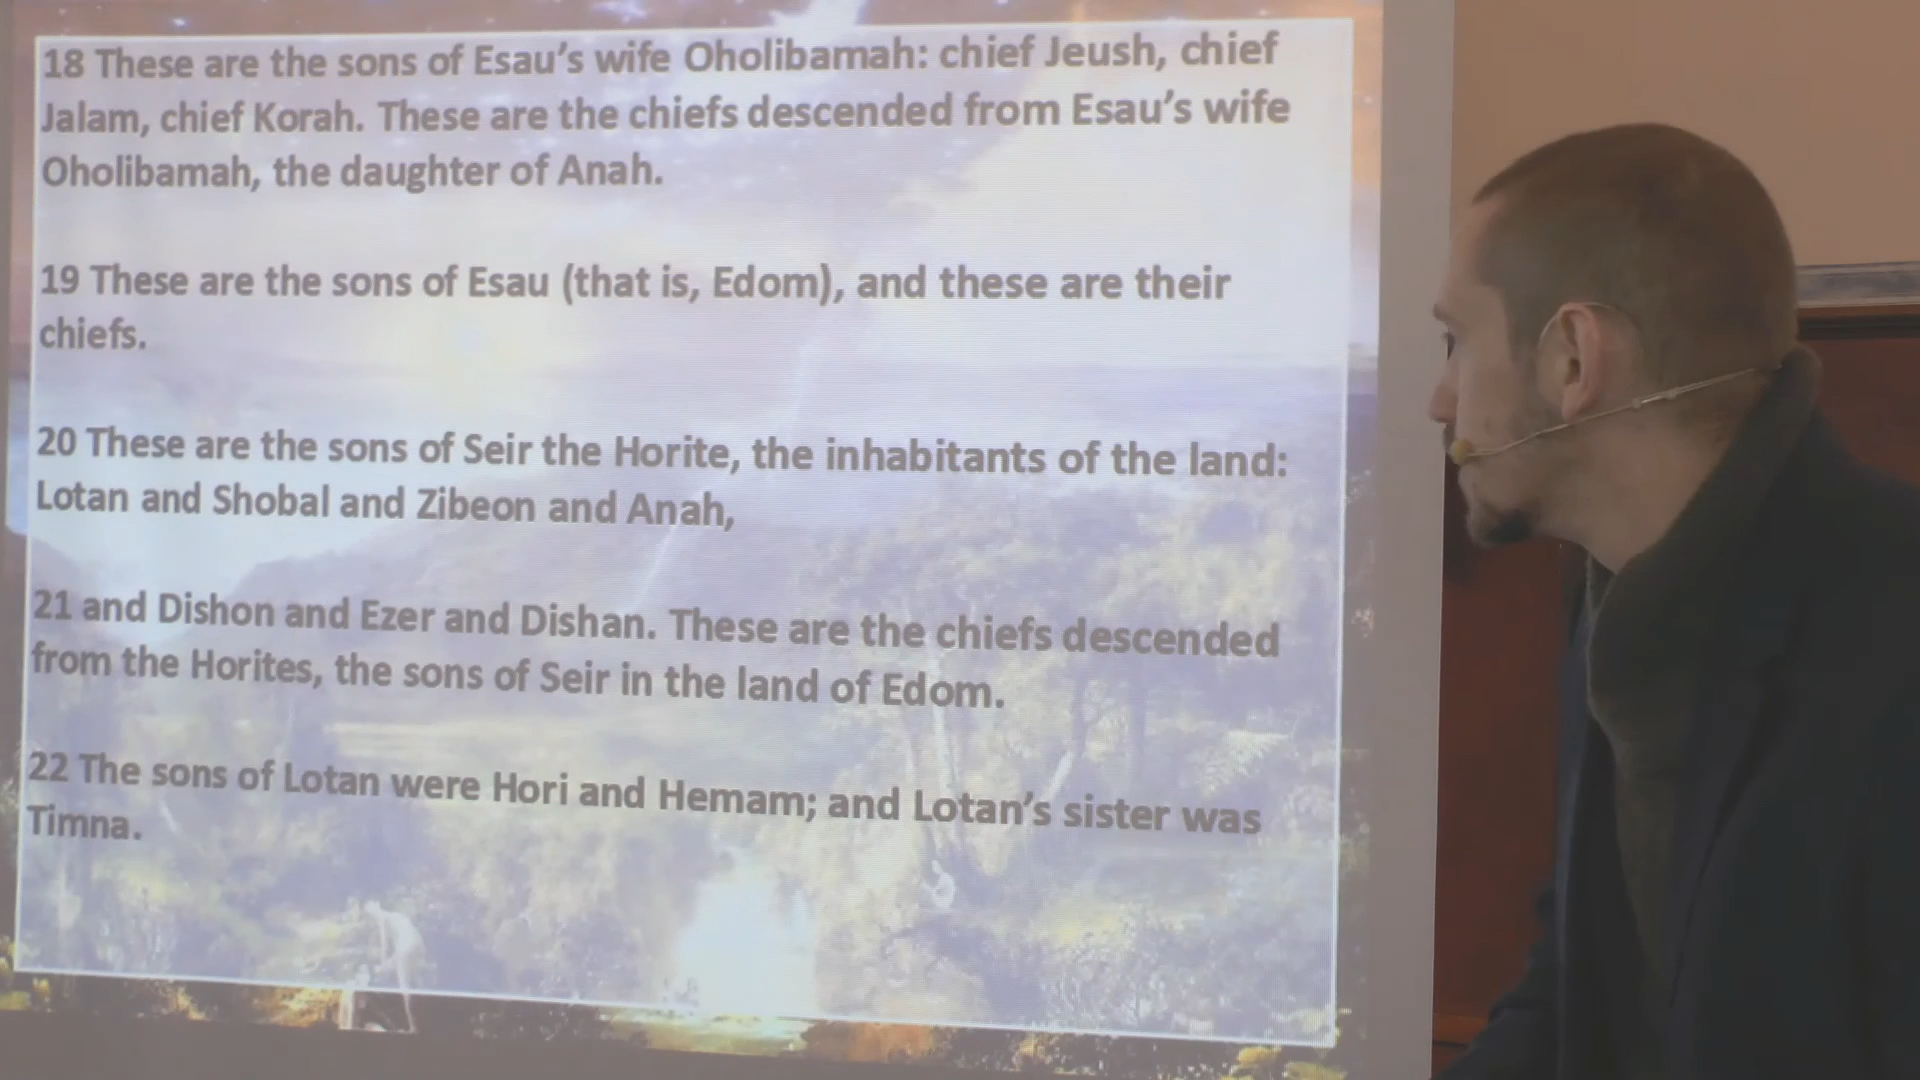 18 These are the sons of Esau’s wife Oholibamah: chief Jeush, chief
Jalam, chief Korah. These are the chiefs descended from Esau’s wife
Oholibamah, the daughter of Anah.
19 These are the sons of Esau (that is, Edom), and these are their
chiefs.
20 These are the sons of Seir the Horite, the inhabitants of the land:
Lotan and Shobal and Zibeon and Anah,
21 and Dishon and Ezer and Dishan. These are the chiefs descended
from the Horites, the sons of Seir in the land of Edom.
22 The sons of Lotan were Hori and Hemam; and Lotan’s sister was
Timna.